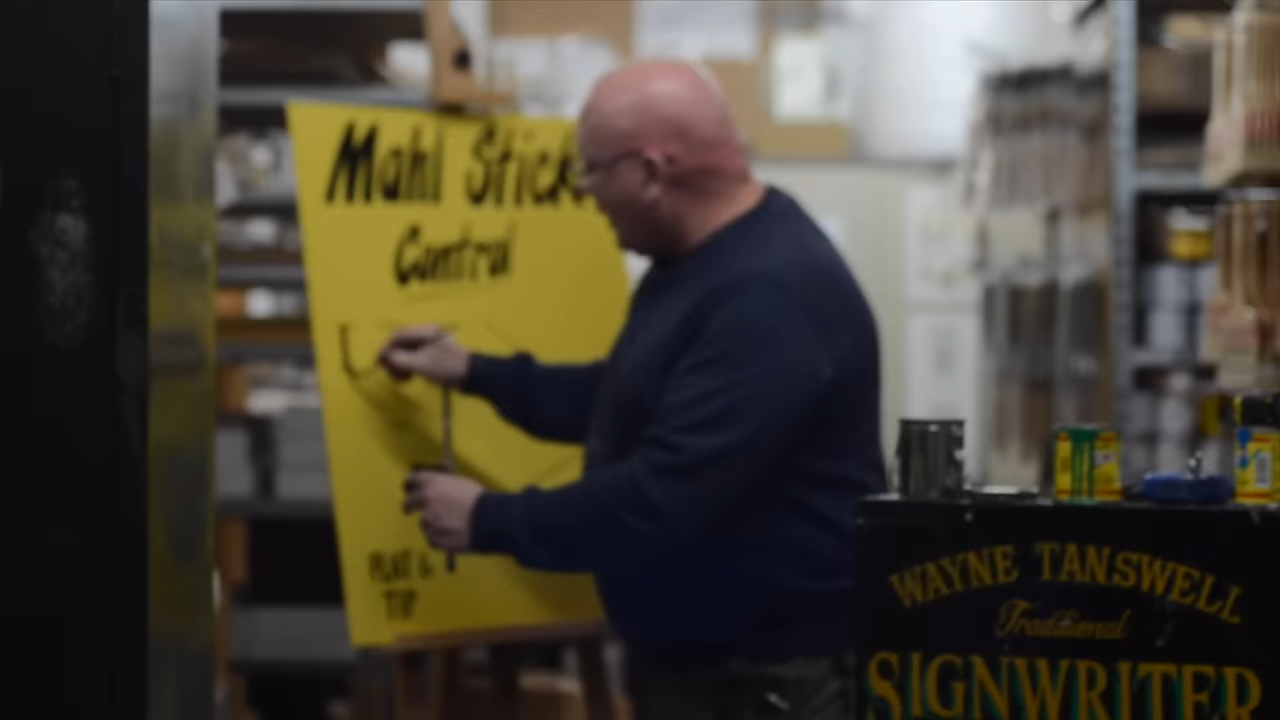 Mahl Stick
Control
FLAT &
TIP
WAYNE TANSWELL
Traditional
SIGNWRITER